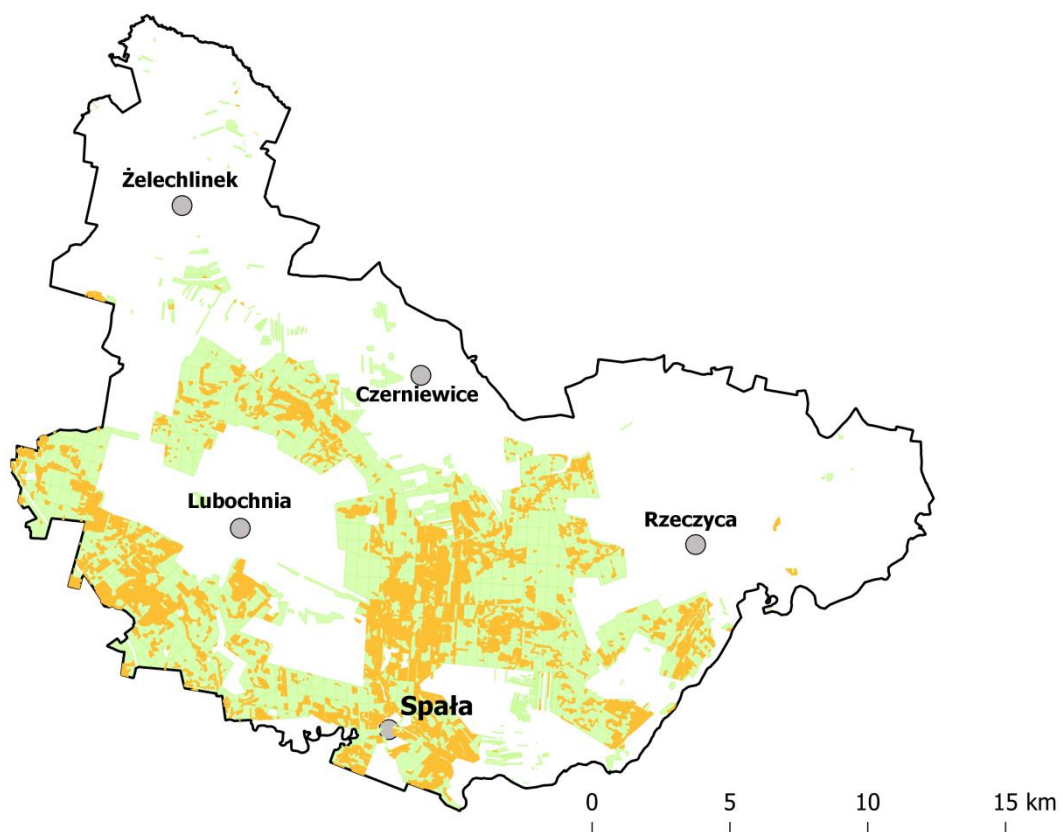 Żelechlinek
Czerniewice
Lubochnia
Rzeczyca
Spała
0 5 10 15 km